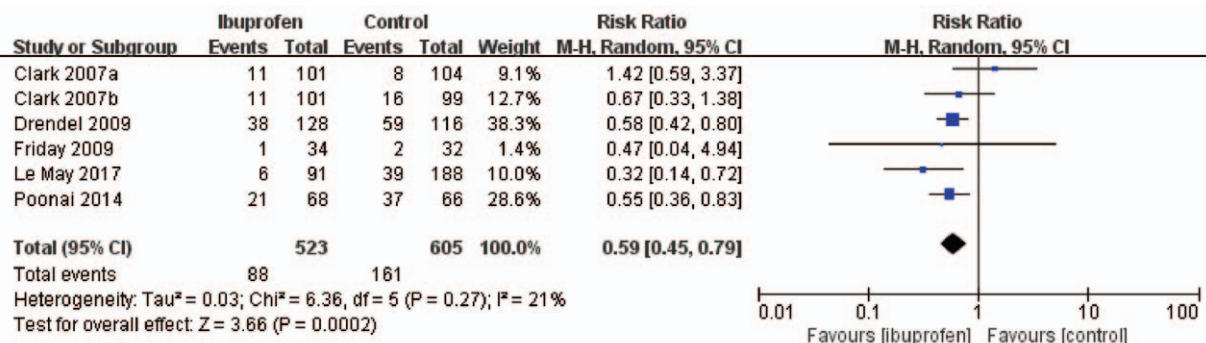 Ibuprofen Control Risk Ratio Risk Ratio
Study or Subgroup Events Total Events Total Weight M-H, Random, 95% CI M-H, Random, 95% CI
Clark 2007a 11 101 8 104 9.1% 1.42 [0.59, 3.37]
Clark 2007b 11 101 16 99 12.7% 0.67 [0.33, 1.38]
Drendel 2009 38 128 59 116 38.3% 0.58 [0.42, 0.80]
Friday 2009 1 34 2 32 1.4% 0.47 [0.04, 4.94]
Le May 2017 6 91 39 188 10.0% 0.32 [0.14, 0.72]
Poonai 2014 21 68 37 66 28.6% 0.55 [0.36, 0.83]
Total (95% CI) 523 605 100.0% 0.59 [0.45, 0.79]
Total events 88 161
Heterogeneity: Tau² = 0.03; Chi² = 6.36, df = 5 (P = 0.27); I² = 21%
Test for overall effect: Z = 3.66 (P = 0.0002)
0.01 0.1 1 10 100
Favours [ibuprofen] Favours [control]